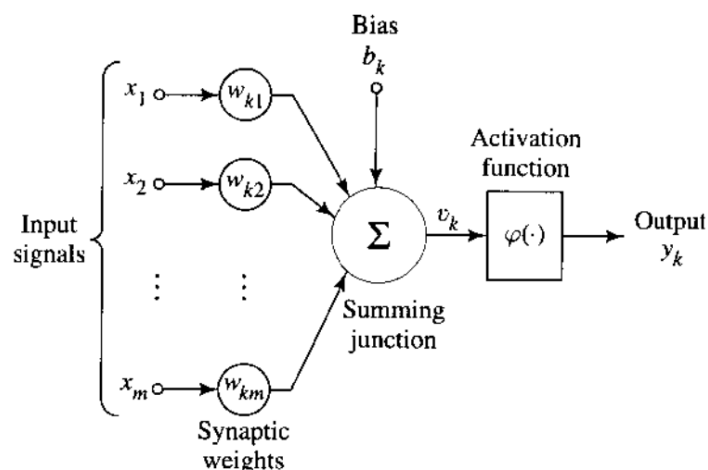 Bias
b_k
x_1
w_k1
Activation
function
x_2
w_k2
Input
signals
Σ
v_k
φ(·)
Output
y_k
⋮
⋮
Summing
junction
x_m
w_km
Synaptic
weights